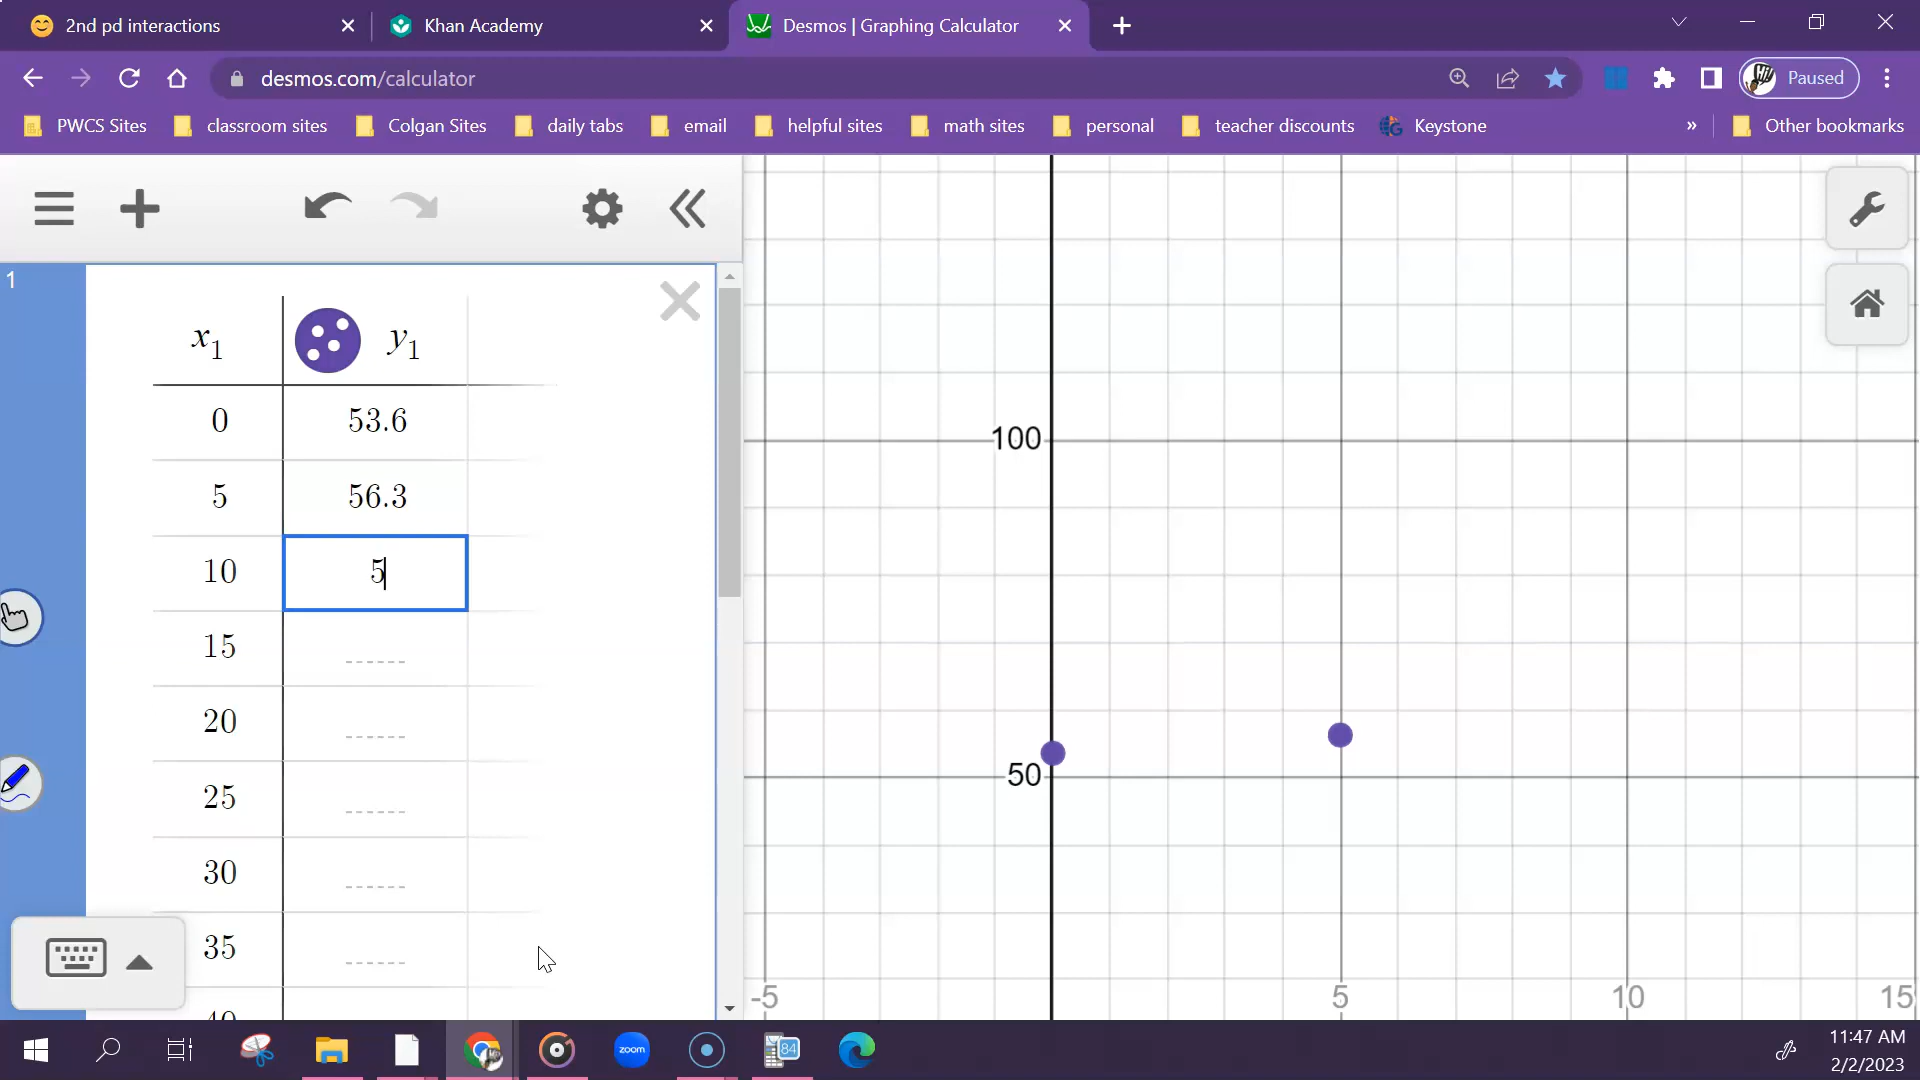 2nd pd interactions
Khan Academy
Desmos | Graphing Calculator
desmos.com/calculator
Paused
PWCS Sites
classroom sites
Colgan Sites
daily tabs
email
helpful sites
math sites
personal
teacher discounts
Keystone
»
Other bookmarks
1
x₁ y₁
0 53.6
5 56.3
10 5
15
20
25
30
35
40
100
50
-5 5 10 15
zoom
84
11:47 AM
2/2/2023